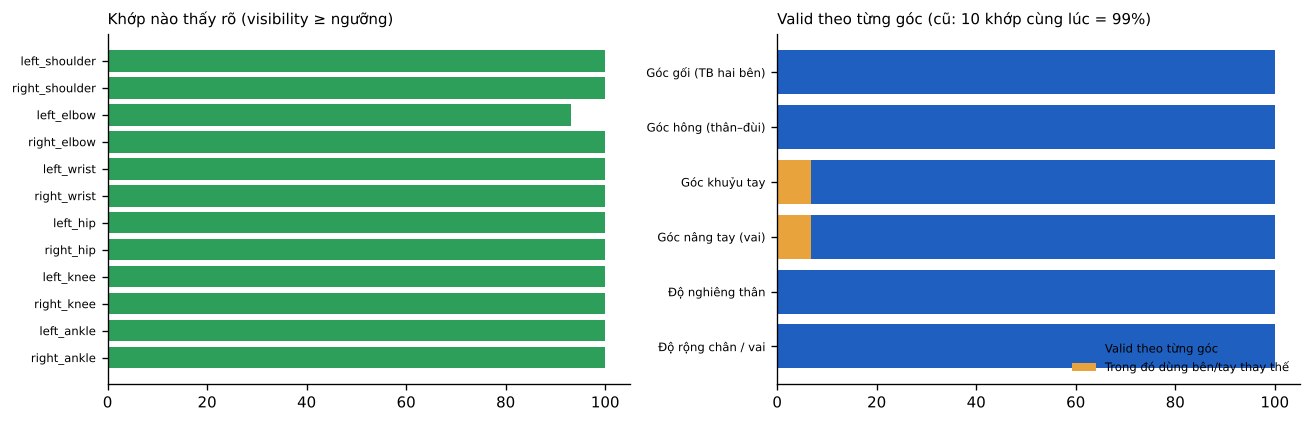 Khớp nào thấy rõ (visibility ≥ ngưỡng)
left_shoulder
right_shoulder
left_elbow
right_elbow
left_wrist
right_wrist
left_hip
right_hip
left_knee
right_knee
left_ankle
right_ankle
0 20 40 60 80 100
Valid theo từng góc (cũ: 10 khớp cùng lúc = 99%)
Góc gối (TB hai bên)
Góc hông (thân–đùi)
Góc khuỷu tay
Góc nâng tay (vai)
Độ nghiêng thân
Độ rộng chân / vai
Valid theo từng góc
Trong đó dùng bên/tay thay thế
0 20 40 60 80 100